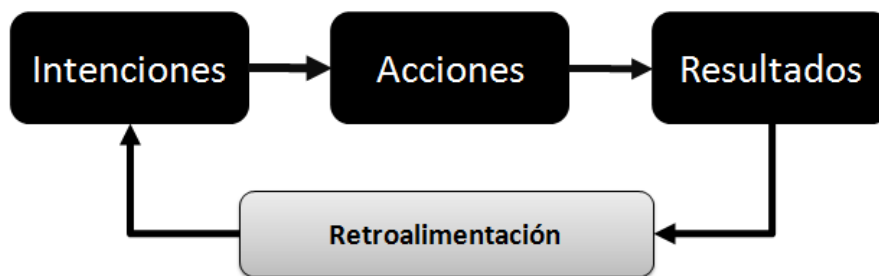 Intenciones
Acciones
Resultados
Retroalimentación